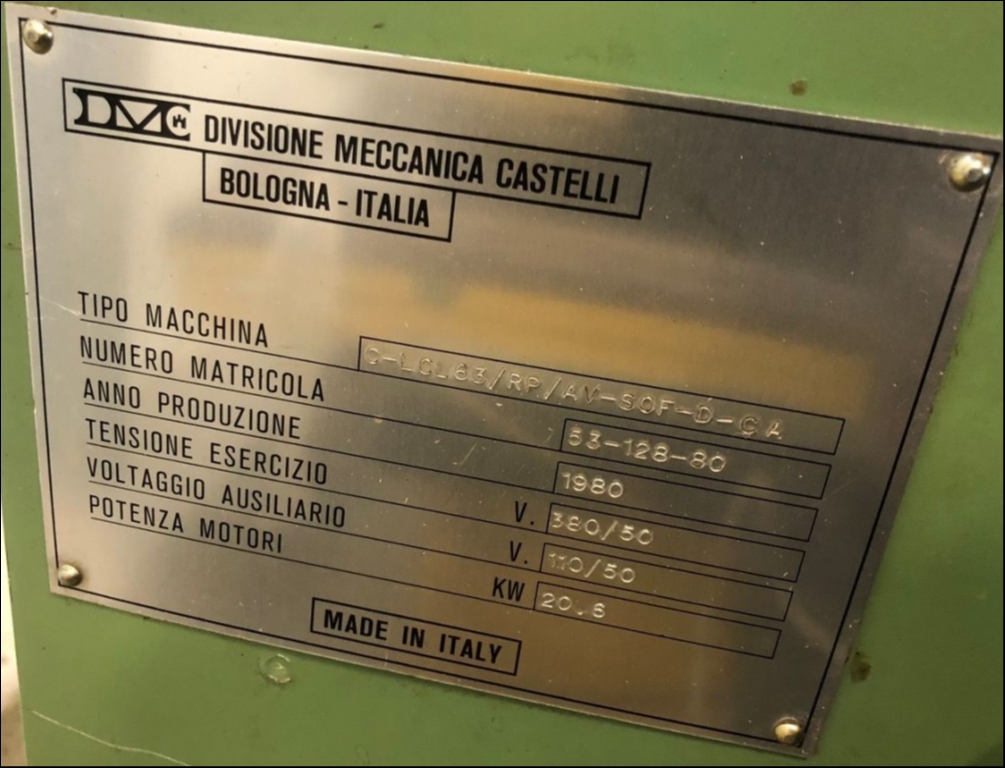 DMC DIVISIONE MECCANICA CASTELLI
BOLOGNA - ITALIA
TIPO MACCHINA C-LCL63/RP/AV-SOF-D-CA
NUMERO MATRICOLA 53-128-80
ANNO PRODUZIONE 1980
TENSIONE ESERCIZIO V. 380/50
VOLTAGGIO AUSILIARIO V. 110/50
POTENZA MOTORI KW 20.6
MADE IN ITALY